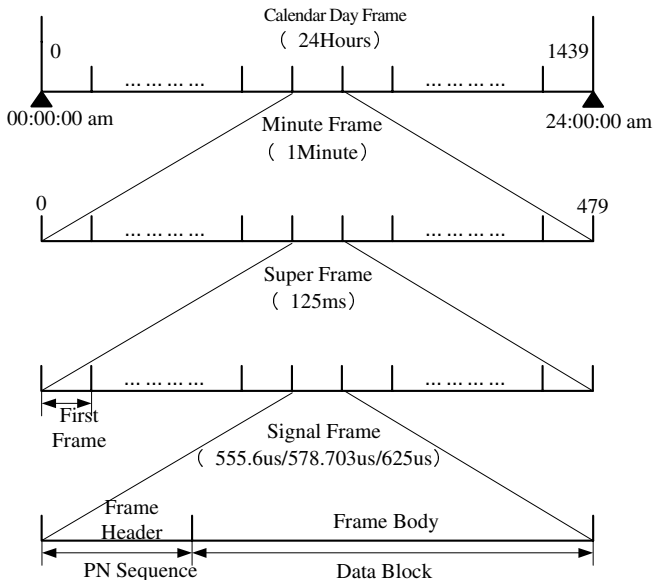 Calendar Day Frame
( 24Hours)
0
1439
... ... ... ...
... ... ... ...
00:00:00 am
24:00:00 am
Minute Frame
( 1Minute)
0
479
... ... ... ...
... ... ... ...
Super Frame
( 125ms)
... ... ... ...
... ... ... ...
First
Frame
Signal Frame
( 555.6us/578.703us/625us)
Frame
Header
Frame Body
PN Sequence
Data Block